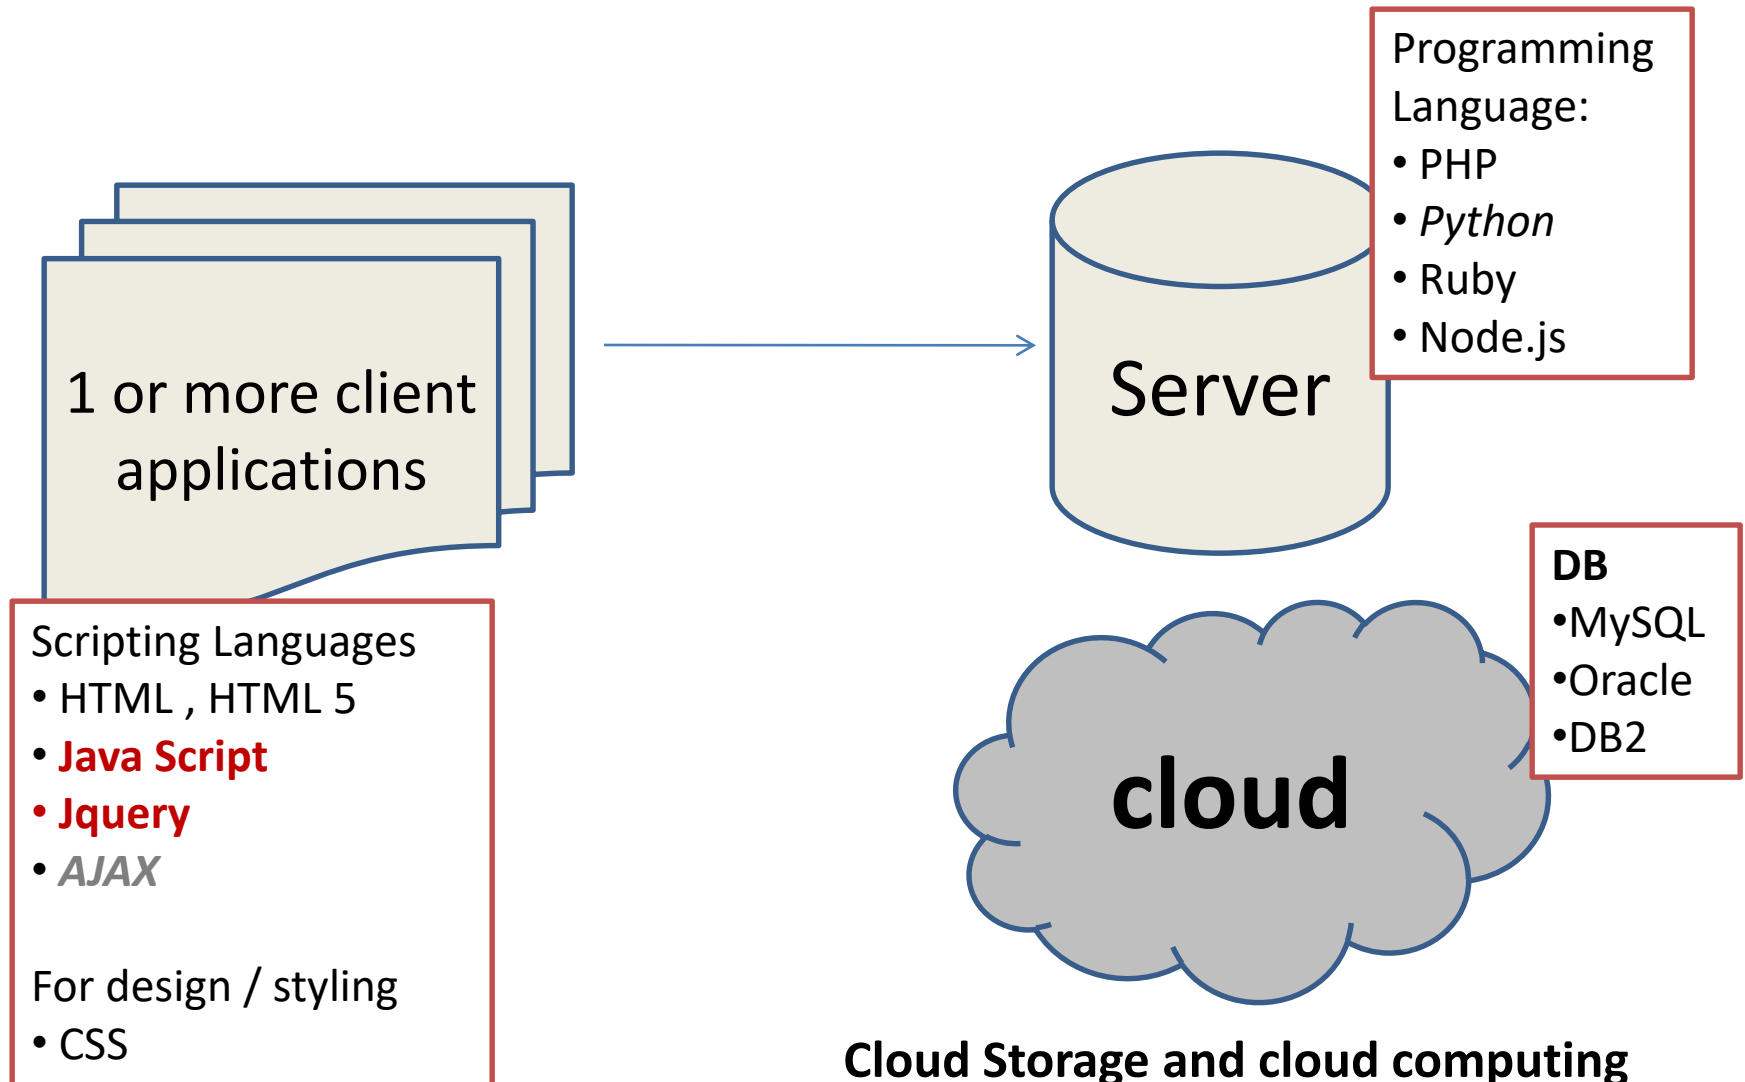 Programming
Language:
• PHP
• Python
• Ruby
• Node.js
1 or more client
applications
Server
Scripting Languages
• HTML , HTML 5
• Java Script
• Jquery
• AJAX
For design / styling
• CSS
DB
•MySQL
•Oracle
•DB2
cloud
Cloud Storage and cloud computing